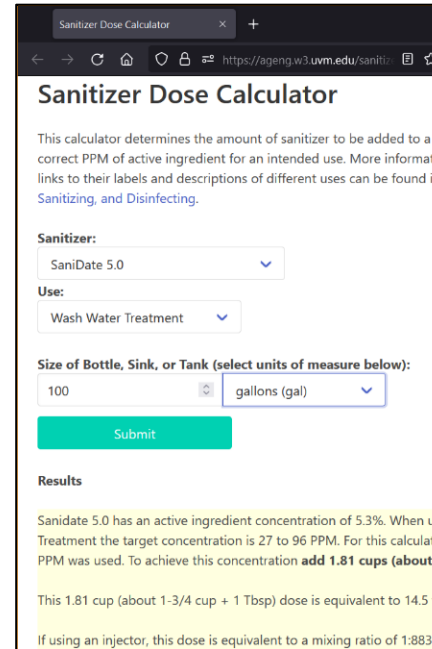 Sanitizer Dose Calculator
https://ageng.w3.uvm.edu/sanitiz
Sanitizer Dose Calculator
This calculator determines the amount of sanitizer to be added to a
correct PPM of active ingredient for an intended use. More informat
links to their labels and descriptions of different uses can be found i
Sanitizing, and Disinfecting.
Sanitizer:
SaniDate 5.0
Use:
Wash Water Treatment
Size of Bottle, Sink, or Tank (select units of measure below):
100 gallons (gal)
Submit
Results
Sanidate 5.0 has an active ingredient concentration of 5.3%. When u
Treatment the target concentration is 27 to 96 PPM. For this calculat
PPM was used. To achieve this concentration add 1.81 cups (about
This 1.81 cup (about 1-3/4 cup + 1 Tbsp) dose is equivalent to 14.5
If using an injector, this dose is equivalent to a mixing ratio of 1:883